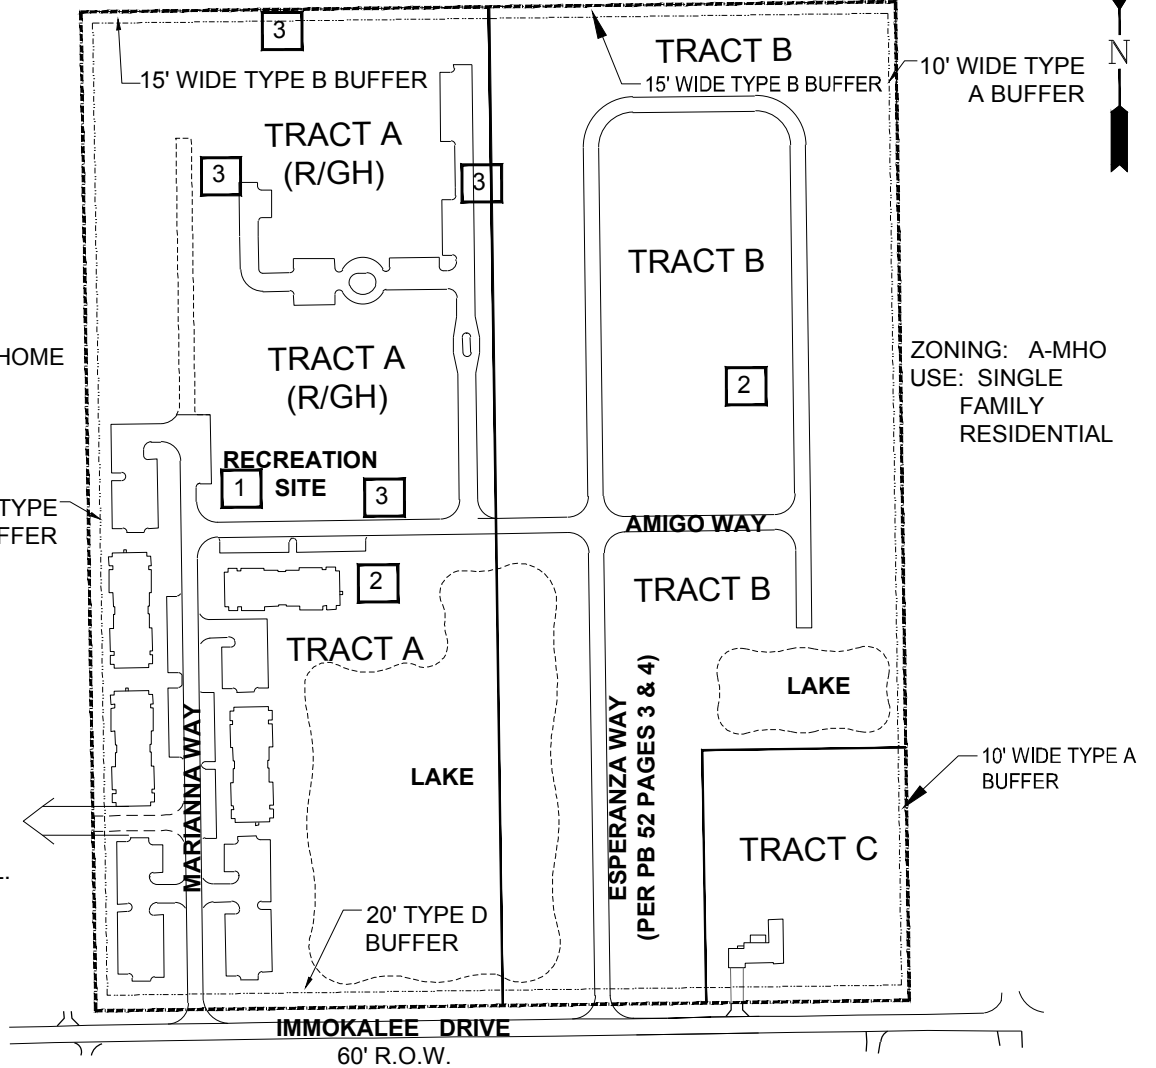 3
N
TRACT B
15' WIDE TYPE B BUFFER
15' WIDE TYPE B BUFFER
10' WIDE TYPE
A BUFFER
TRACT A
(R/GH)
3
3
TRACT B
TRACT A
(R/GH)
HOME
2
ZONING: A-MHO
USE: SINGLE
FAMILY
RESIDENTIAL
RECREATION
SITE
1
3
TYPE
FFER
AMIGO WAY
2
TRACT B
TRACT A
LAKE
MARIANNA WAY
LAKE
ESPERANZA WAY
(PER PB 52 PAGES 3 & 4)
10' WIDE TYPE A
BUFFER
TRACT C
20' TYPE D
BUFFER
IMMOKALEE DRIVE
60' R.O.W.